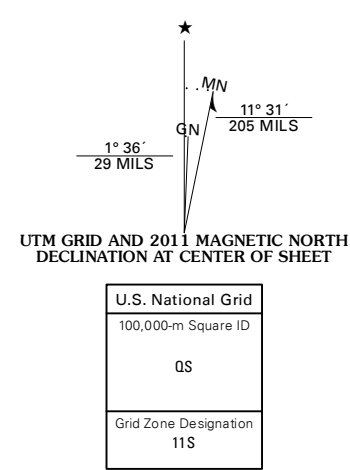 ★
MN
GN
11° 31´
205 MILS
1° 36´
29 MILS
UTM GRID AND 2011 MAGNETIC NORTH
DECLINATION AT CENTER OF SHEET
U.S. National Grid
100,000-m Square ID
QS
Grid Zone Designation
11S